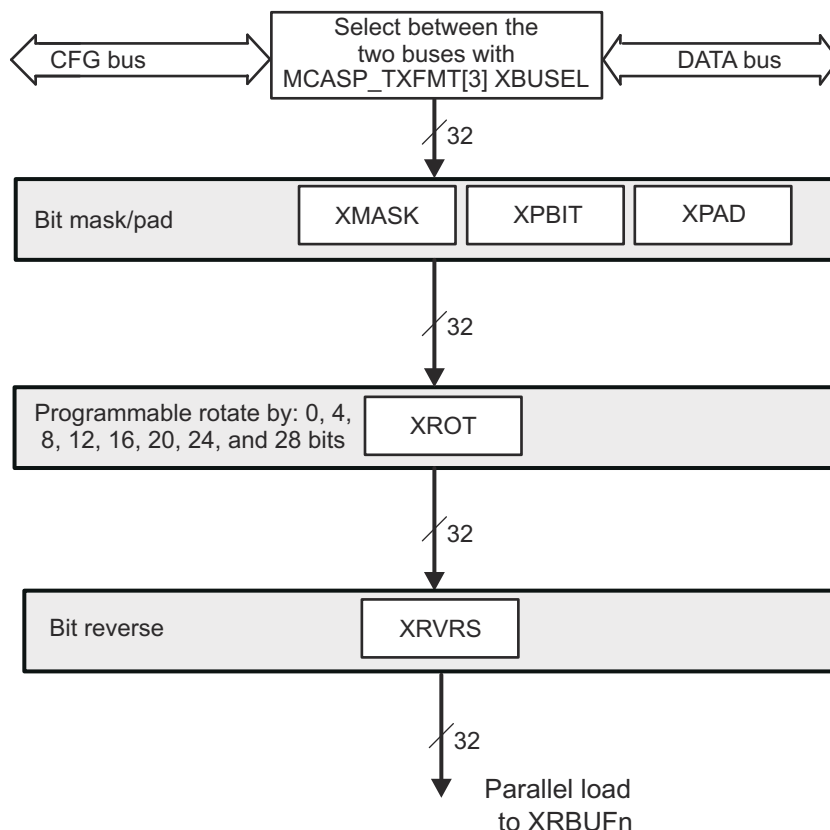 Select between the
two buses with
MCASP_TXFMT[3] XBUSEL
CFG bus
DATA bus
32
Bit mask/pad
XMASK
XPBIT
XPAD
32
Programmable rotate by: 0, 4,
8, 12, 16, 20, 24, and 28 bits
XROT
32
Bit reverse
XRVRS
32
Parallel load
to XRBUFn